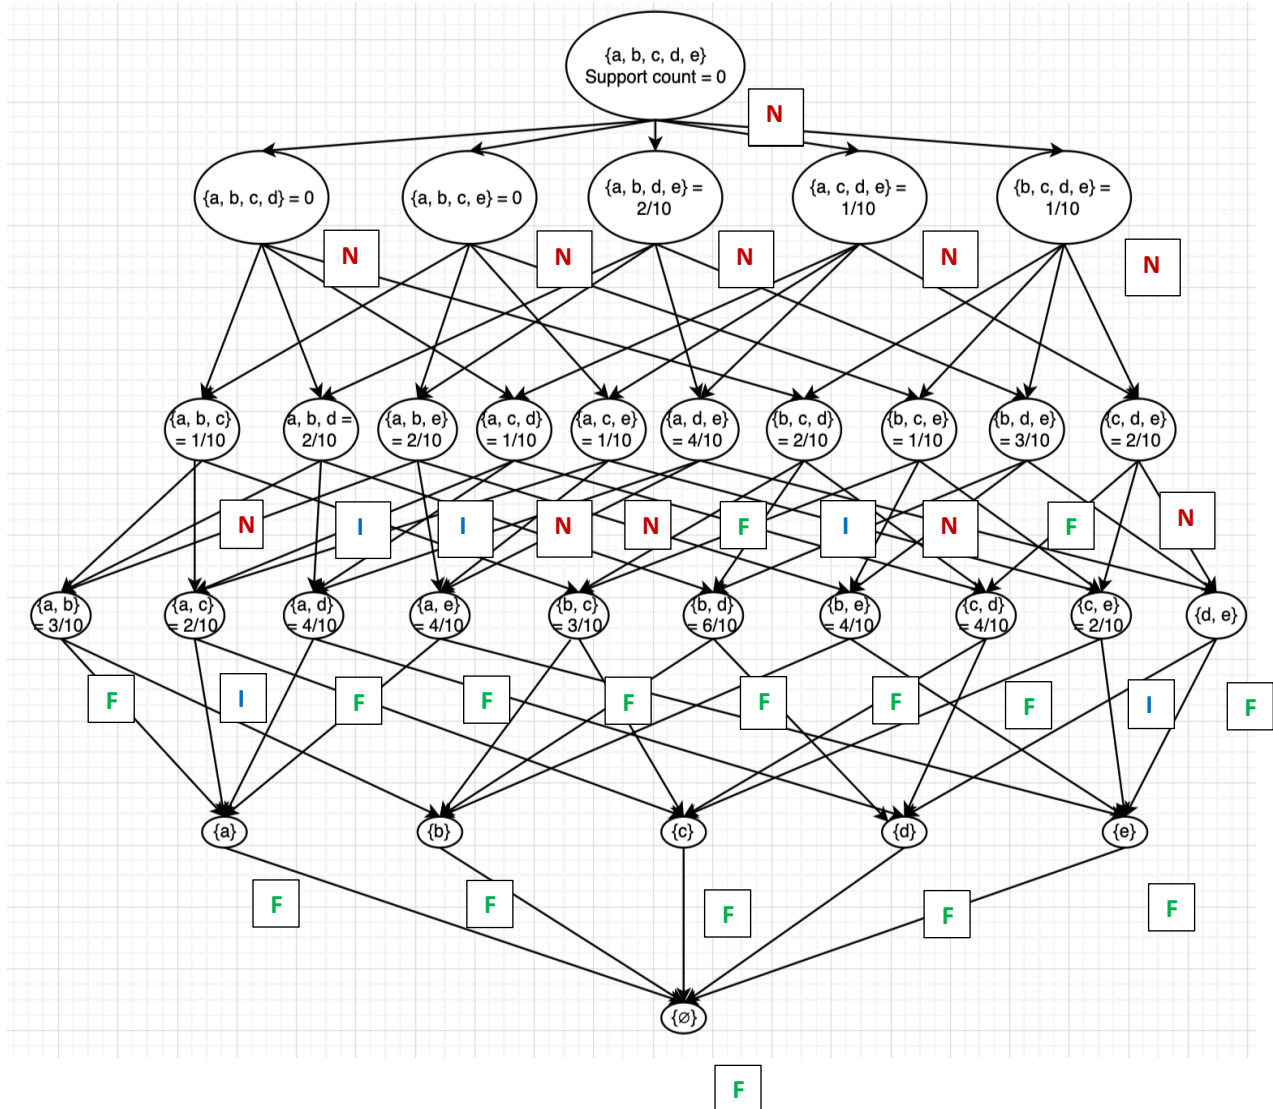 {a, b, c, d, e}
Support count = 0
N
{a, b, c, d} = 0
{a, b, c, e} = 0
{a, b, d, e} =
2/10
{a, c, d, e} =
1/10
{b, c, d, e} =
1/10
N
N
N
N
N
{a, b, c}
= 1/10
a, b, d =
2/10
{a, b, e}
= 2/10
{a, c, d}
= 1/10
{a, c, e}
= 1/10
{a, d, e}
= 4/10
{b, c, d}
= 2/10
{b, c, e}
= 1/10
{b, d, e}
= 3/10
{c, d, e}
= 2/10
N
I
I
N
N
F
I
N
F
N
{a, b}
= 3/10
{a, c}
= 2/10
{a, d}
= 4/10
{a, e}
= 4/10
{b, c}
= 3/10
{b, d}
= 6/10
{b, e}
= 4/10
{c, d}
= 4/10
{c, e}
= 2/10
{d, e}
F
I
F
F
F
F
F
F
I
F
{a}
{b}
{c}
{d}
{e}
F
F
F
F
F
{∅}
F